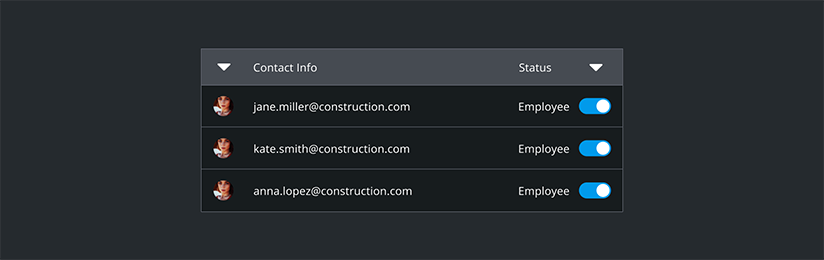 Contact Info Status
jane.miller@construction.com Employee
kate.smith@construction.com Employee
anna.lopez@construction.com Employee